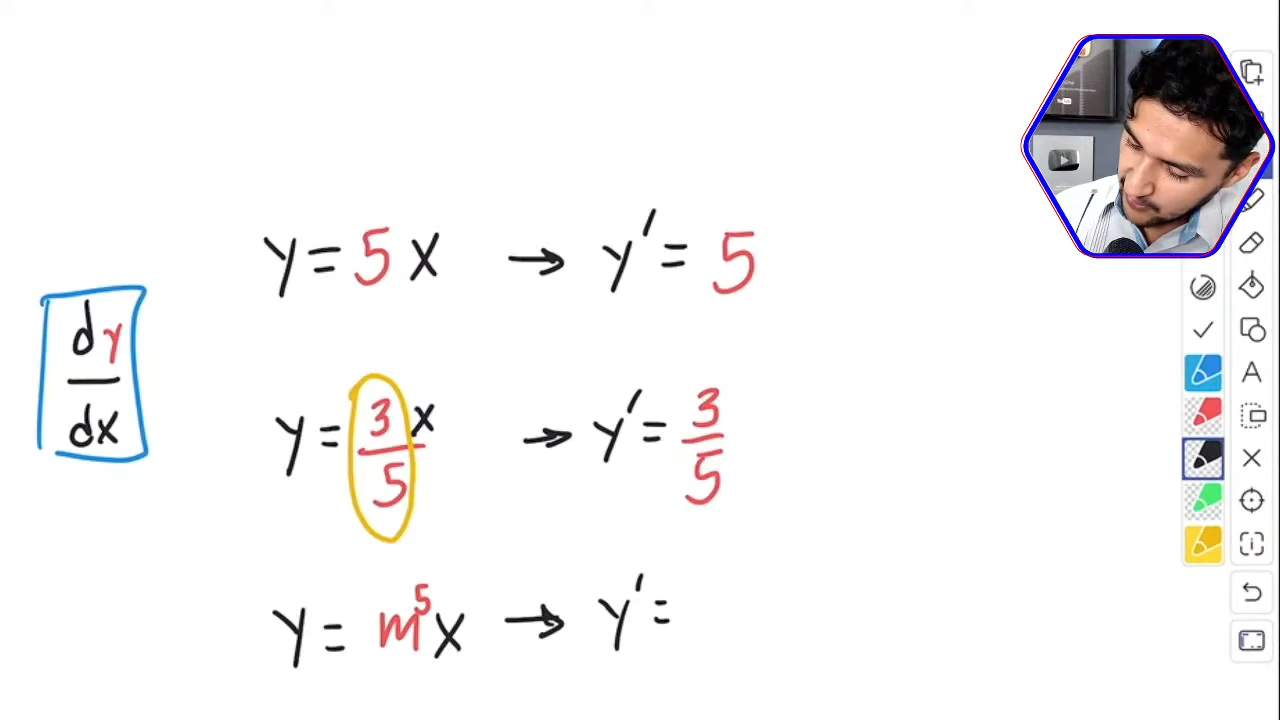 y = 5x → y' = 5
dy/dx
y = 3/5 x → y' = 3/5
y = m⁵x → y' =